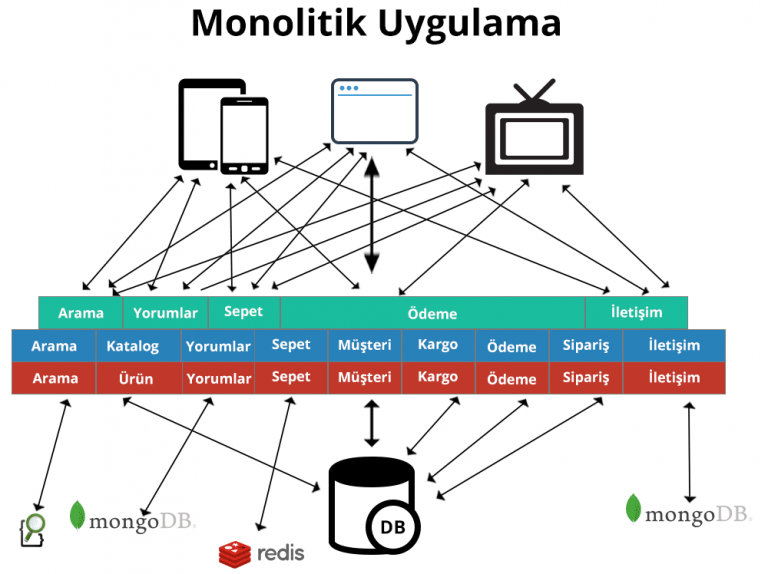 Monolitik Uygulama
Arama Yorumlar Sepet Ödeme İletişim
Arama Katalog Yorumlar Sepet Müşteri Kargo Ödeme Sipariş İletişim
Arama Ürün Yorumlar Sepet Müşteri Kargo Ödeme Sipariş İletişim
mongoDB
redis
DB
mongoDB